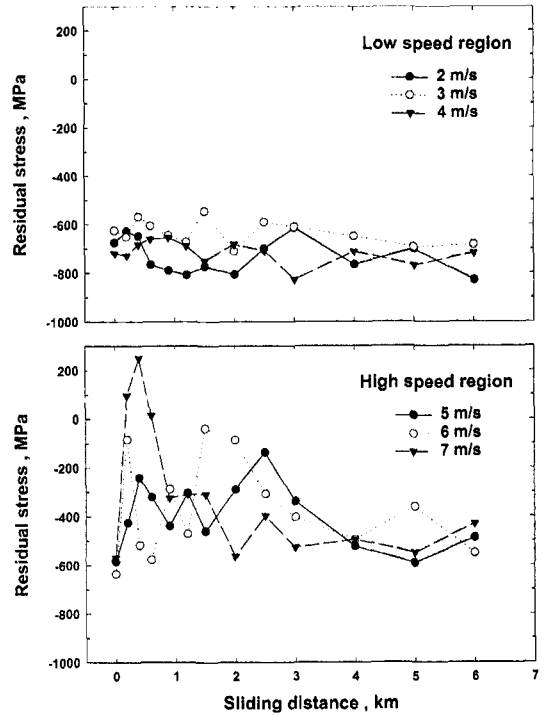 200
0
-200
-400
-600
-800
-1000
Residual stress , MPa
Low speed region
2 m/s
3 m/s
4 m/s
200
0
-200
-400
-600
-800
-1000
Residual stress , MPa
High speed region
5 m/s
6 m/s
7 m/s
0 1 2 3 4 5 6 7
Sliding distance , km